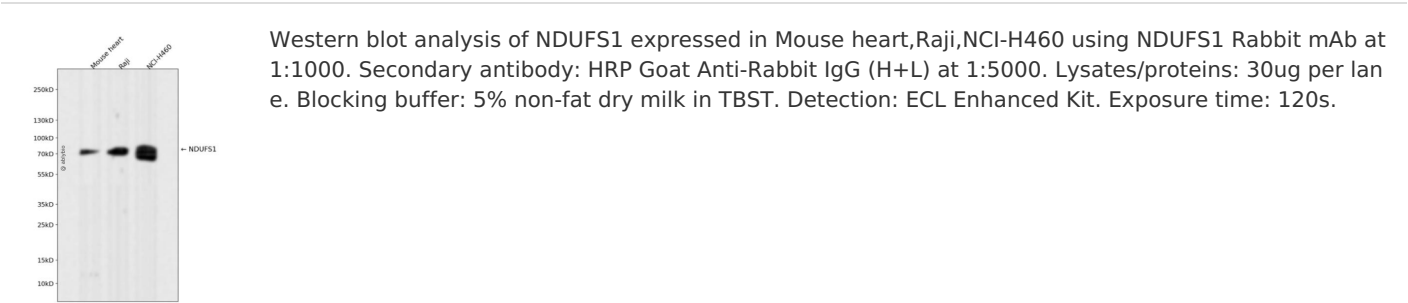 Mouse heart
Raji
NCI-H460
250kD
130kD
100kD
70kD
55kD
35kD
25kD
15kD
10kD
← NDUFS1
@ abjybio
Western blot analysis of NDUFS1 expressed in Mouse heart,Raji,NCI-H460 using NDUFS1 Rabbit mAb at
1:1000. Secondary antibody: HRP Goat Anti-Rabbit IgG (H+L) at 1:5000. Lysates/proteins: 30ug per lan
e. Blocking buffer: 5% non-fat dry milk in TBST. Detection: ECL Enhanced Kit. Exposure time: 120s.